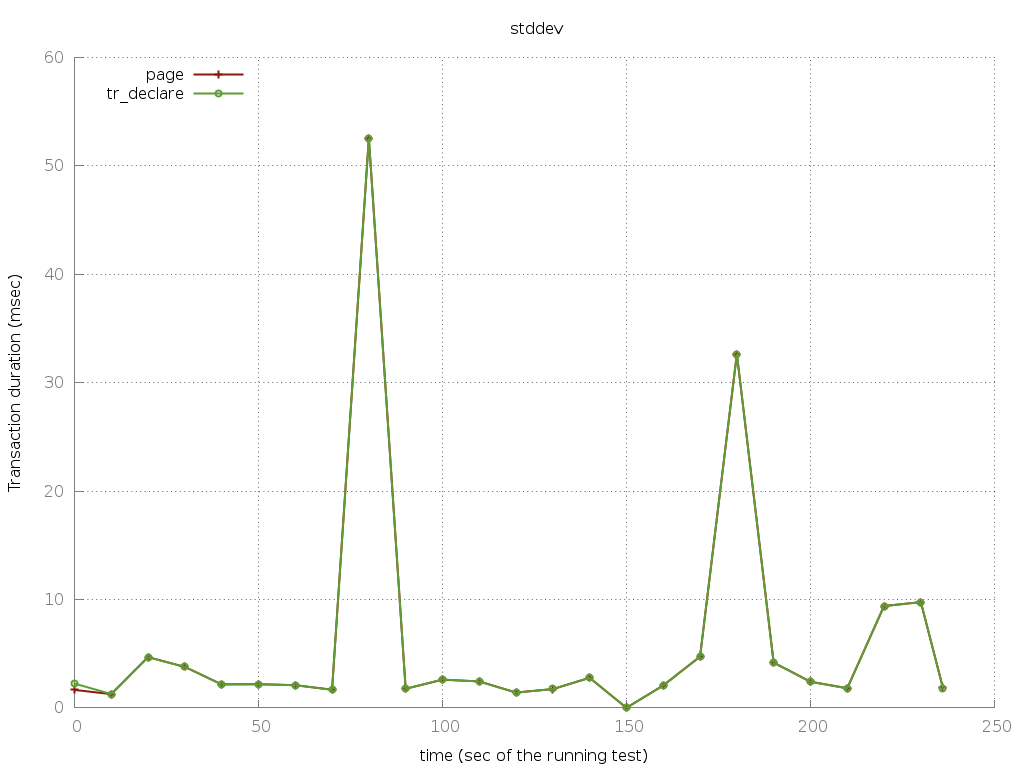 stddev
60
50
40
30
20
10
0
page
tr_declare
Transaction duration (msec)
0 50 100 150 200 250
time (sec of the running test)